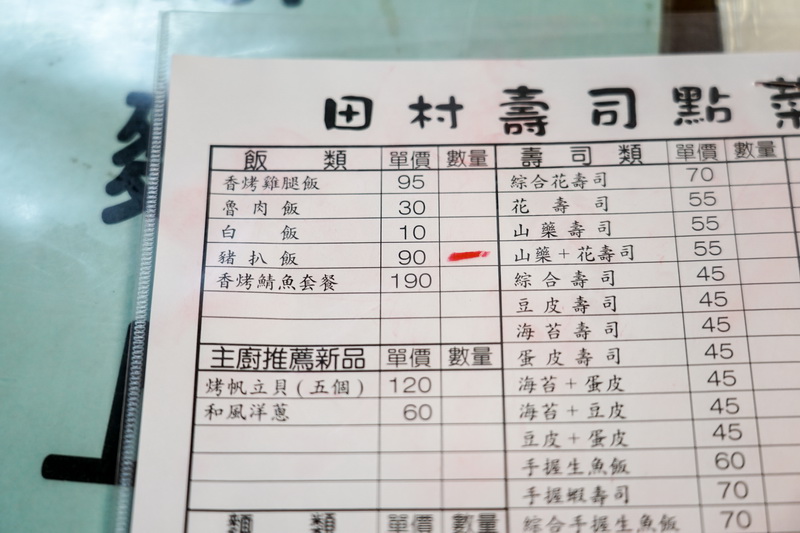 田村壽司點菜
飯類 單價 數量
香烤雞腿飯 95
魯肉飯 30
白飯 10
豬扒飯 90
香烤鯖魚套餐 190
主廚推薦新品 單價 數量
烤帆立貝(五個) 120
和風洋蔥 60
麵類 單價 數量
壽司類 單價 數量
綜合花壽司 70
花壽司 55
山藥壽司 55
山藥+花壽司 55
綜合壽司 45
豆皮壽司 45
海苔壽司 45
蛋皮壽司 45
海苔+蛋皮 45
海苔+豆皮 45
豆皮+蛋皮 45
手握生魚飯 60
手握蝦壽司 70
綜合手握生魚飯 70